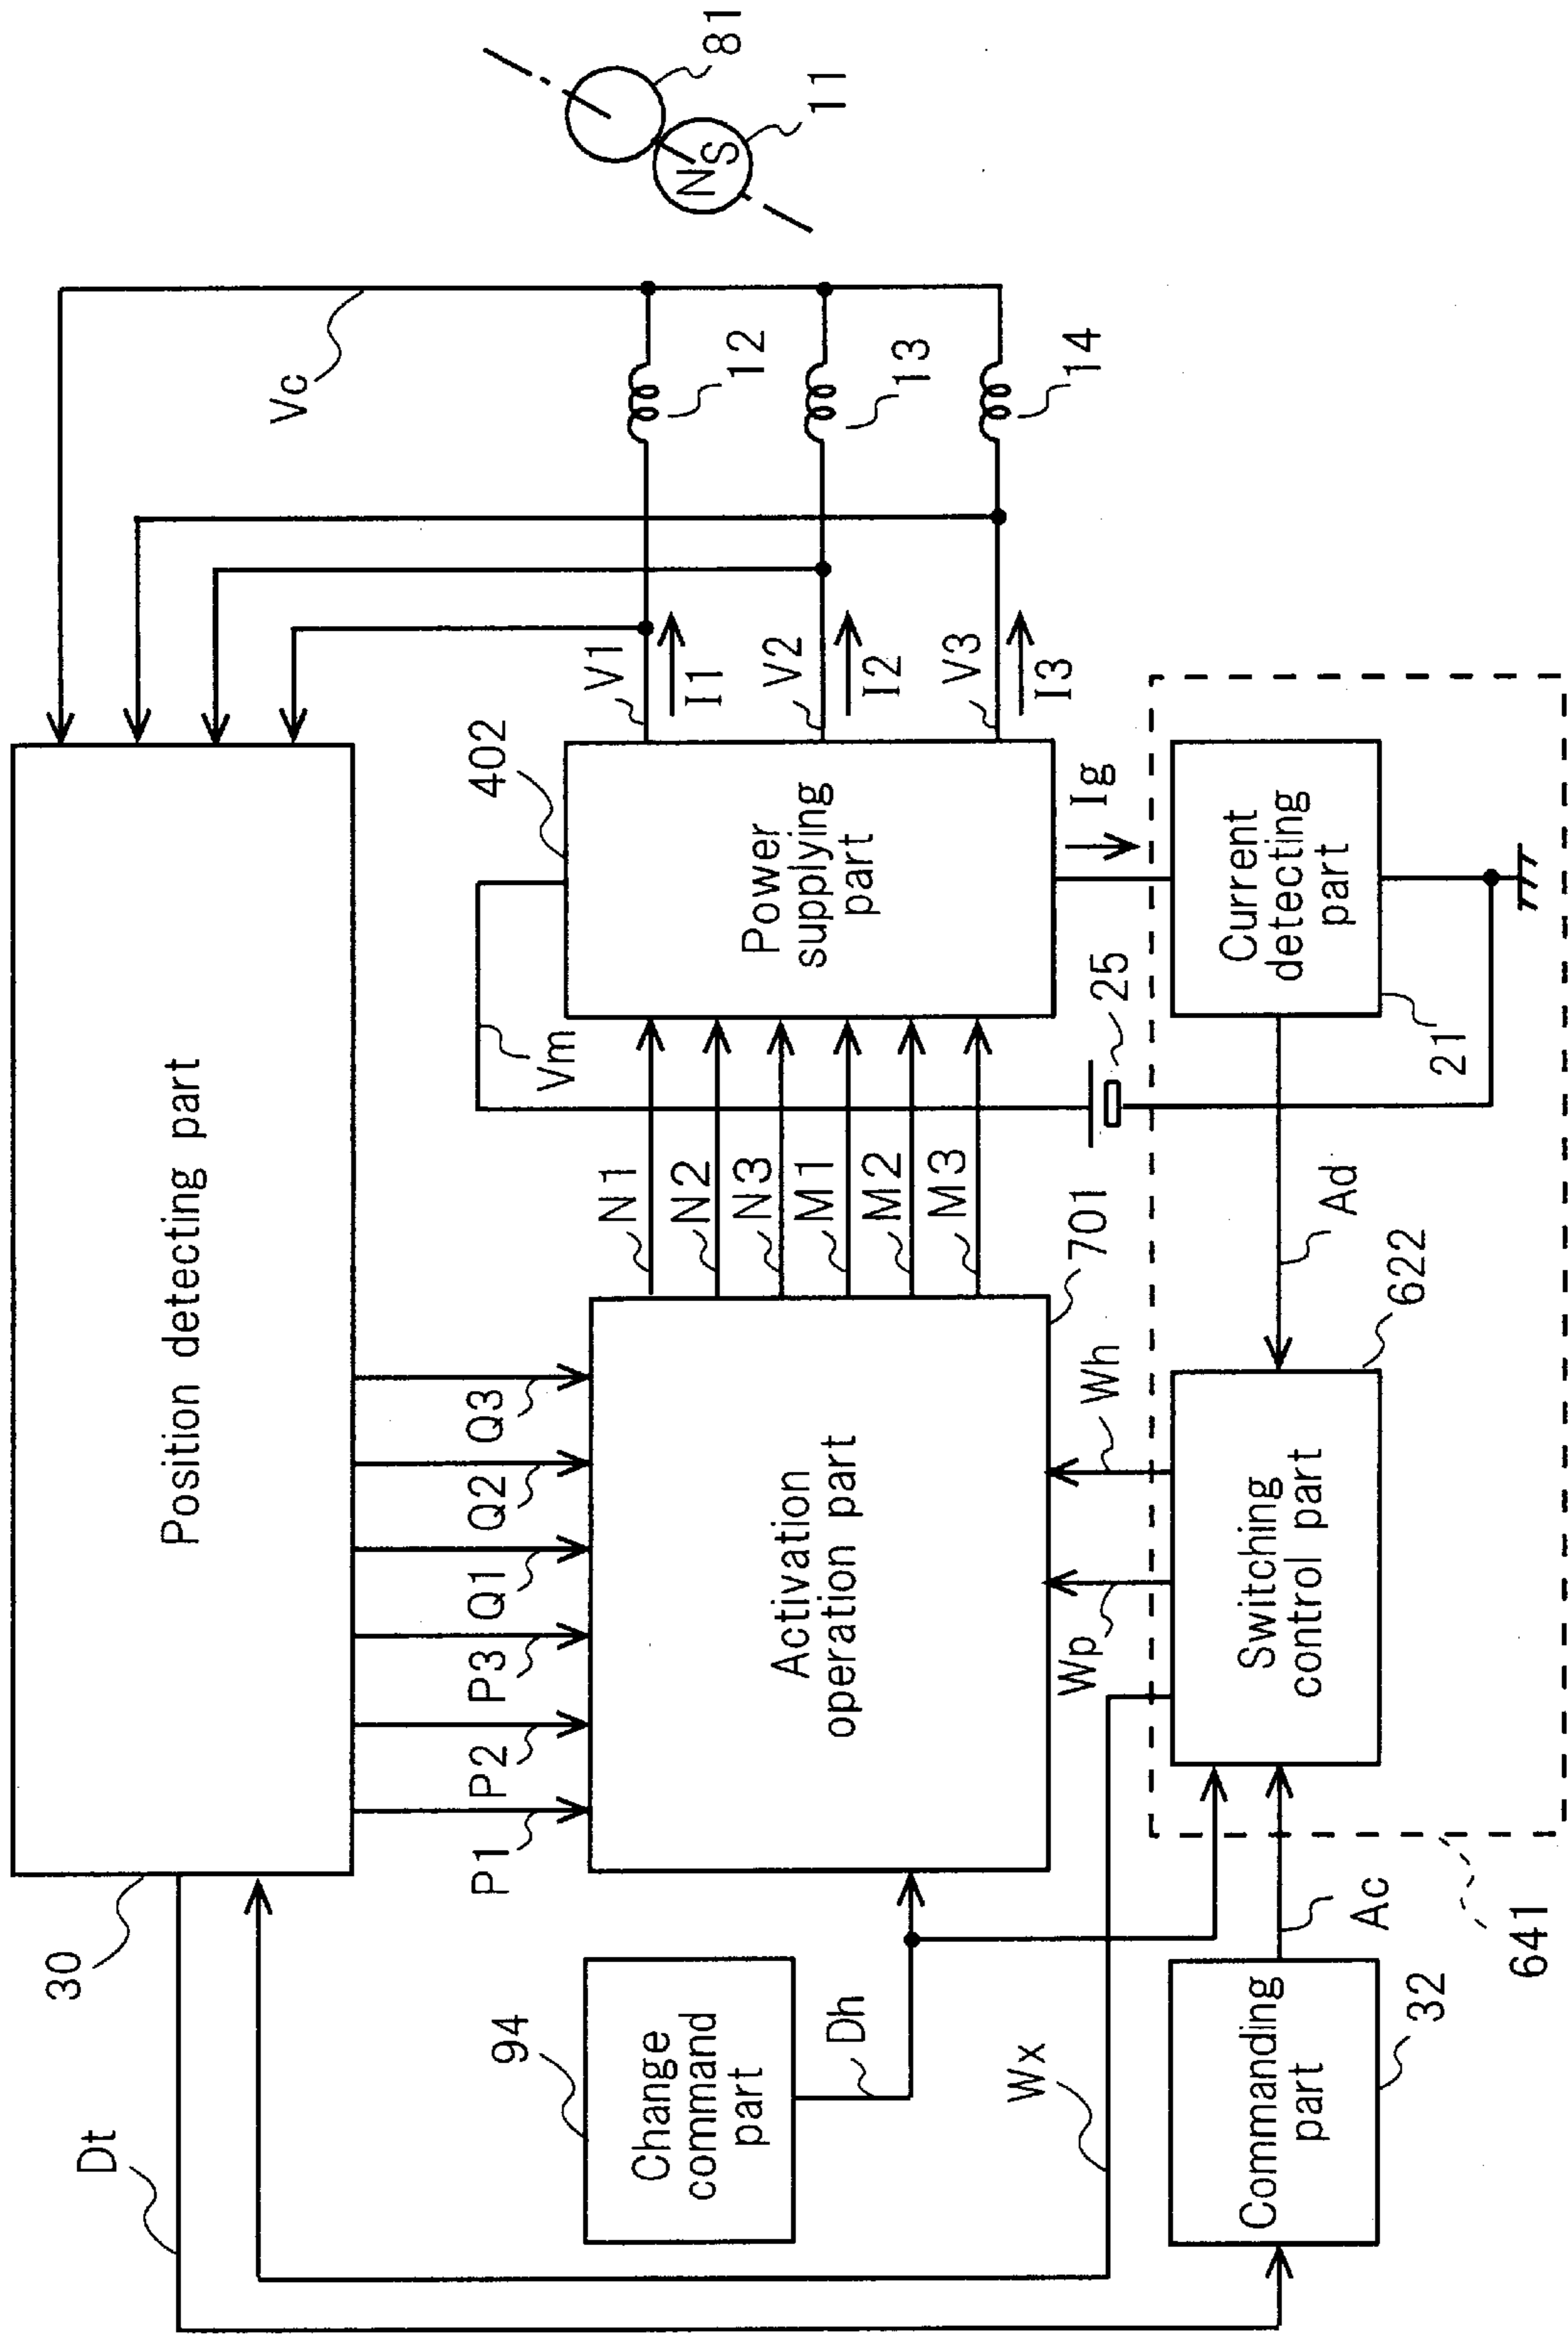 Dt
30
Position detecting part
Vc
P1
P2
P3
Q1
Q2
Q3
94
Change
command
part
Dh
Activation
operation part
701
N1
N2
N3
M1
M2
M3
Vm
402
Power
supplying
part
V1
I1
V2
I2
V3
I3
12
13
14
81
11
N
S
Wx
Wp
Wh
25
Ig
Commanding
part
32
Ac
641
Switching
control part
622
Ad
Current
detecting
part
21